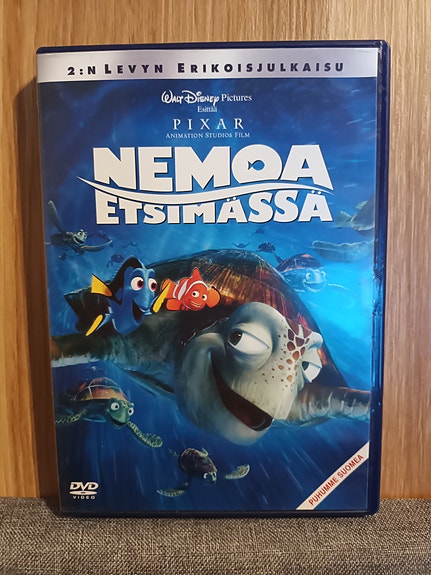 2:N LEVYN ERIKOISJULKAISU
Walt Disney Pictures
Esittää
PIXAR
ANIMATION STUDIOS FILM
NEMOA
ETSIMÄSSÄ
DVD
VIDEO
PUHUMME SUOMEA